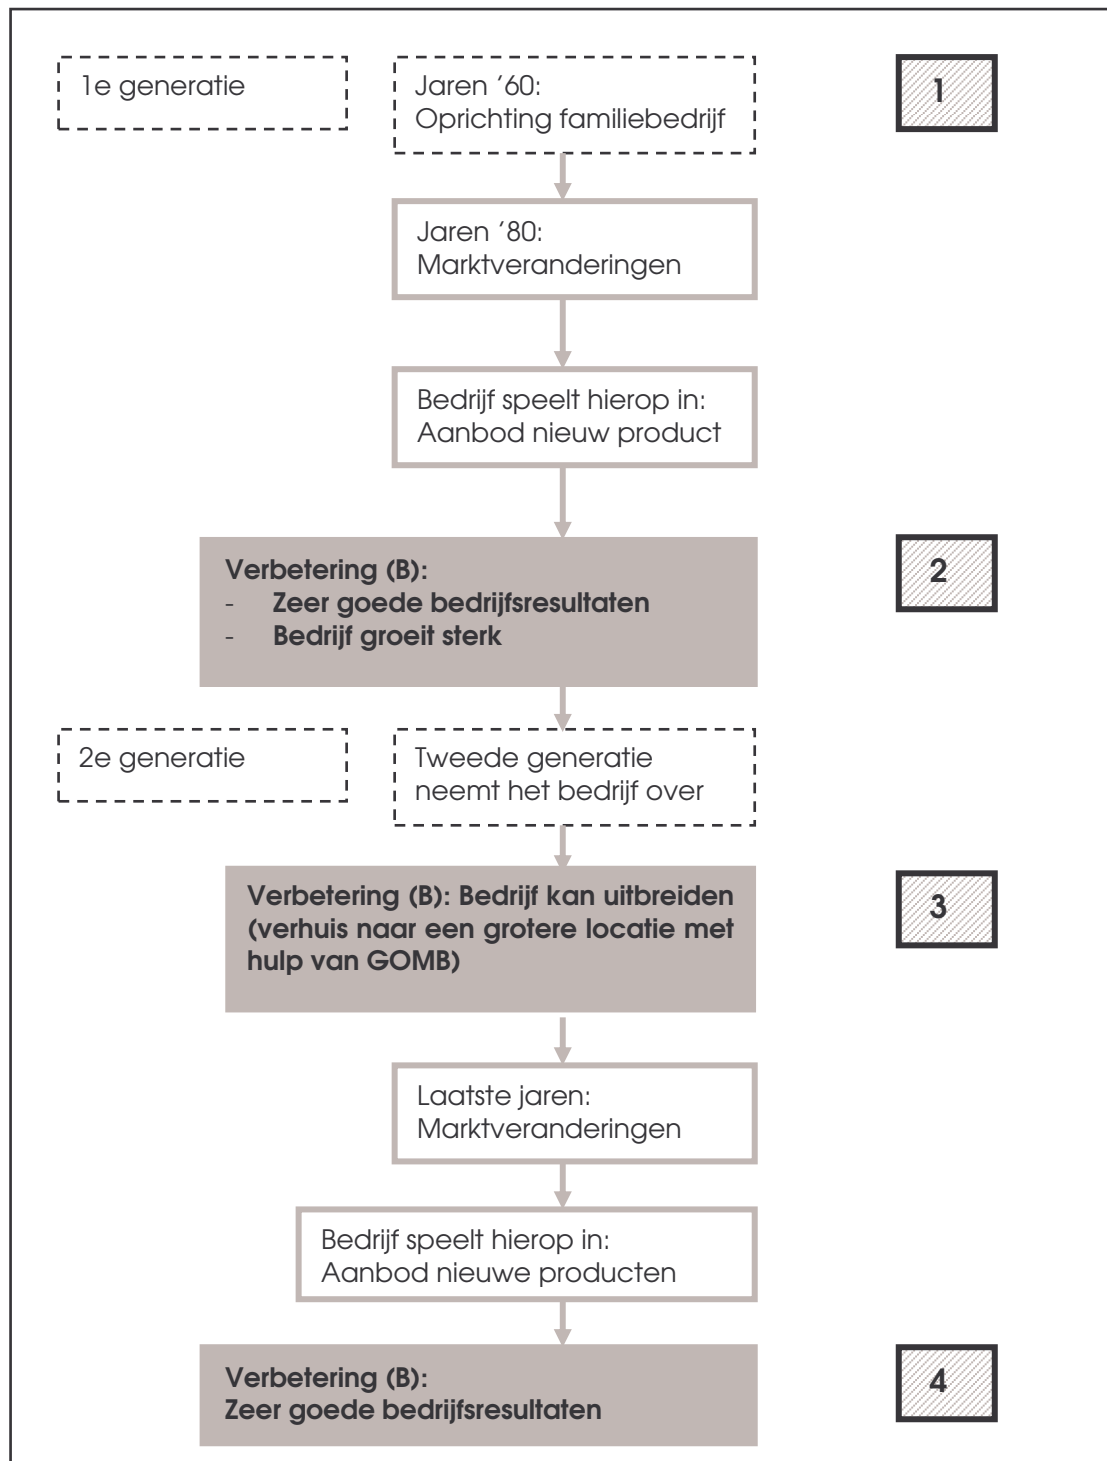 1e generatie
Jaren ’60:
Oprichting familiebedrijf
1
Jaren ’80:
Marktveranderingen
Bedrijf speelt hierop in:
Aanbod nieuw product
Verbetering (B):
- Zeer goede bedrijfsresultaten
- Bedrijf groeit sterk
2
2e generatie
Tweede generatie
neemt het bedrijf over
Verbetering (B): Bedrijf kan uitbreiden
(verhuis naar een grotere locatie met
hulp van GOMB)
3
Laatste jaren:
Marktveranderingen
Bedrijf speelt hierop in:
Aanbod nieuwe producten
Verbetering (B):
Zeer goede bedrijfsresultaten
4